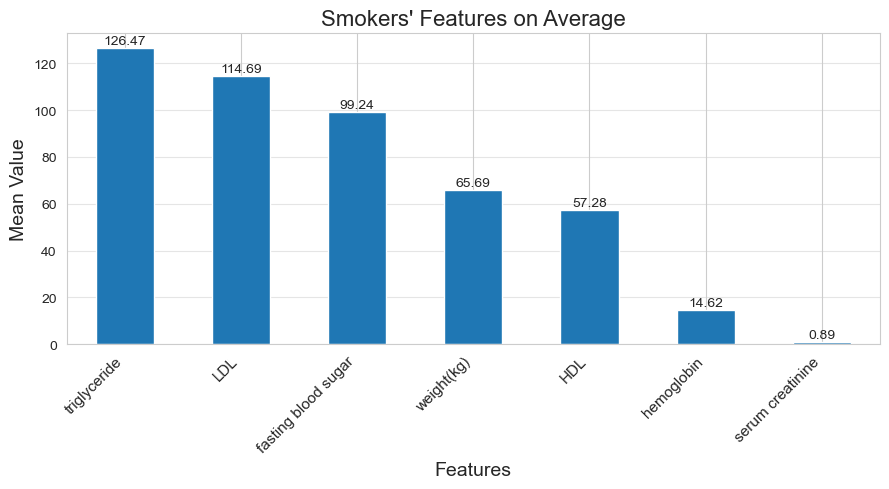 Smokers' Features on Average
126.47
114.69
99.24
65.69
57.28
14.62
0.89
120
100
80
60
40
20
0
Mean Value
triglyceride
LDL
fasting blood sugar
weight(kg)
HDL
hemoglobin
serum creatinine
Features